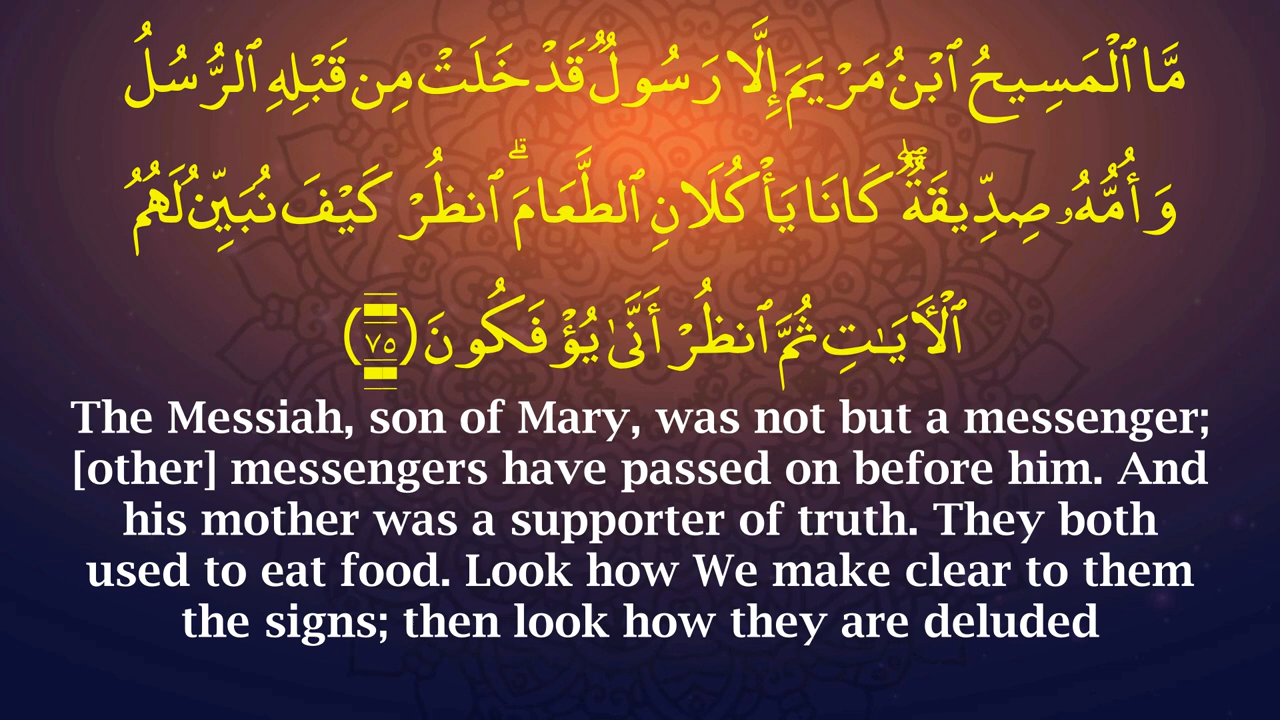 مَّا ٱلْمَسِيحُ ٱبْنُ مَرْيَمَ إِلَّا رَسُولٌ قَدْ خَلَتْ مِن قَبْلِهِ ٱلرُّسُلُ
وَأُمُّهُۥ صِدِّيقَةٌ ۖ كَانَا يَأْكُلَانِ ٱلطَّعَامَ ۗ ٱنظُرْ كَيْفَ نُبَيِّنُ لَهُمُ
ٱلْـَٔايَـٰتِ ثُمَّ ٱنظُرْ أَنَّىٰ يُؤْفَكُونَ (٧٥)
The Messiah, son of Mary, was not but a messenger;
[other] messengers have passed on before him. And
his mother was a supporter of truth. They both
used to eat food. Look how We make clear to them
the signs; then look how they are deluded